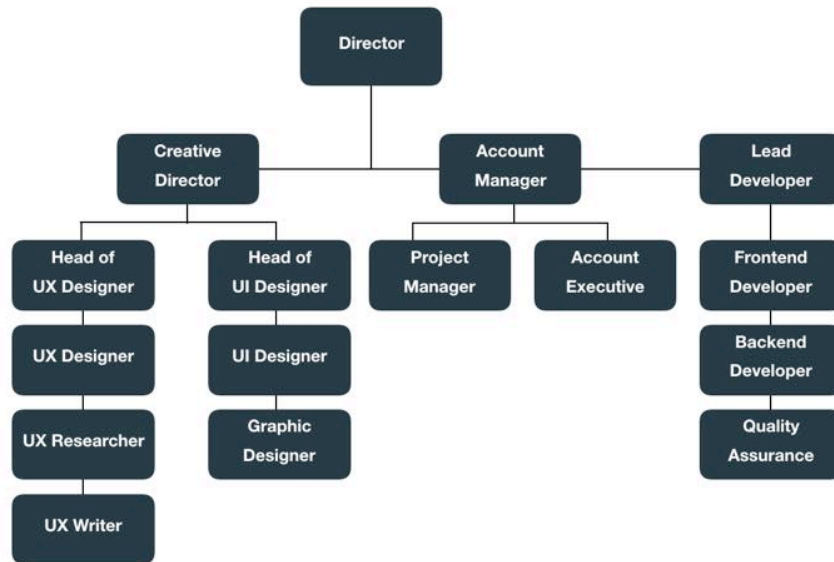 Director
Creative
Director
Account
Manager
Lead
Developer
Head of
UX Designer
Head of
UI Designer
Project
Manager
Account
Executive
Frontend
Developer
UX Designer
UI Designer
Backend
Developer
UX Researcher
Graphic
Designer
Quality
Assurance
UX Writer